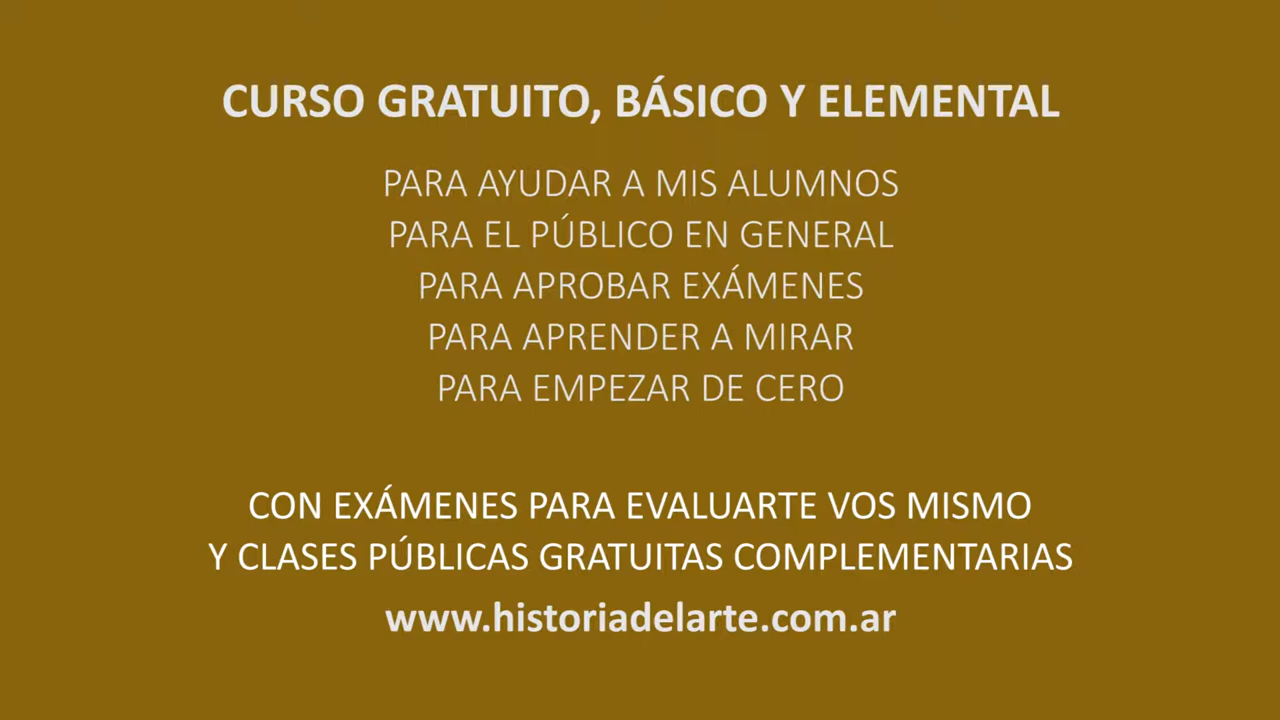 CURSO GRATUITO, BÁSICO Y ELEMENTAL
PARA AYUDAR A MIS ALUMNOS
PARA EL PÚBLICO EN GENERAL
PARA APROBAR EXÁMENES
PARA APRENDER A MIRAR
PARA EMPEZAR DE CERO
CON EXÁMENES PARA EVALUARTE VOS MISMO
Y CLASES PÚBLICAS GRATUITAS COMPLEMENTARIAS
www.historiadelarte.com.ar